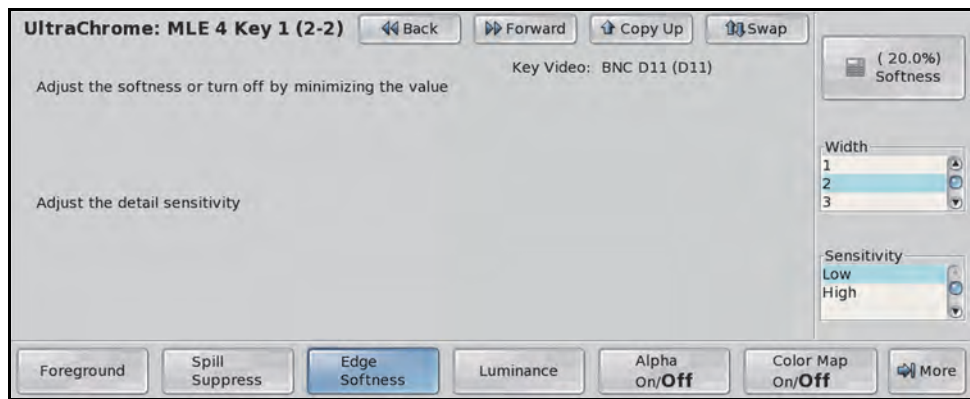 UltraChrome: MLE 4 Key 1 (2-2)
Back
Forward
Copy Up
Swap
Key Video: BNC D11 (D11)
Adjust the softness or turn off by minimizing the value
Adjust the detail sensitivity
( 20.0%)
Softness
Width
1
2
3
Sensitivity
Low
High
Foreground
Spill
Suppress
Edge
Softness
Luminance
Alpha
On/Off
Color Map
On/Off
More